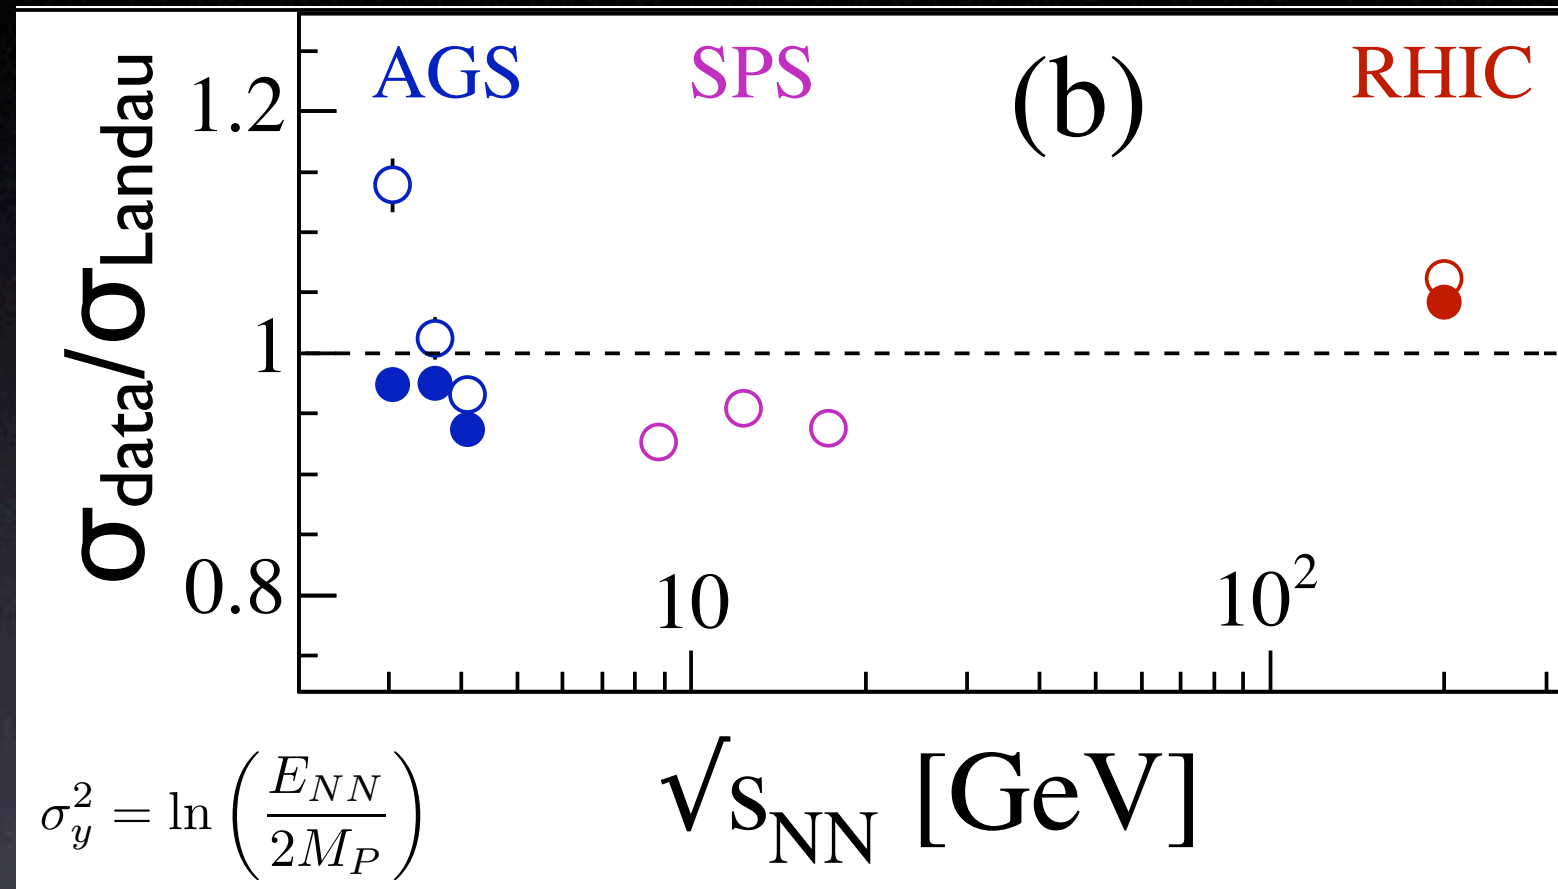 AGS SPS (b) RHIC
σdata/σLandau
1.2
1
0.8
10 10²
√sNN [GeV]
σ²y = ln (ENN / 2MP)